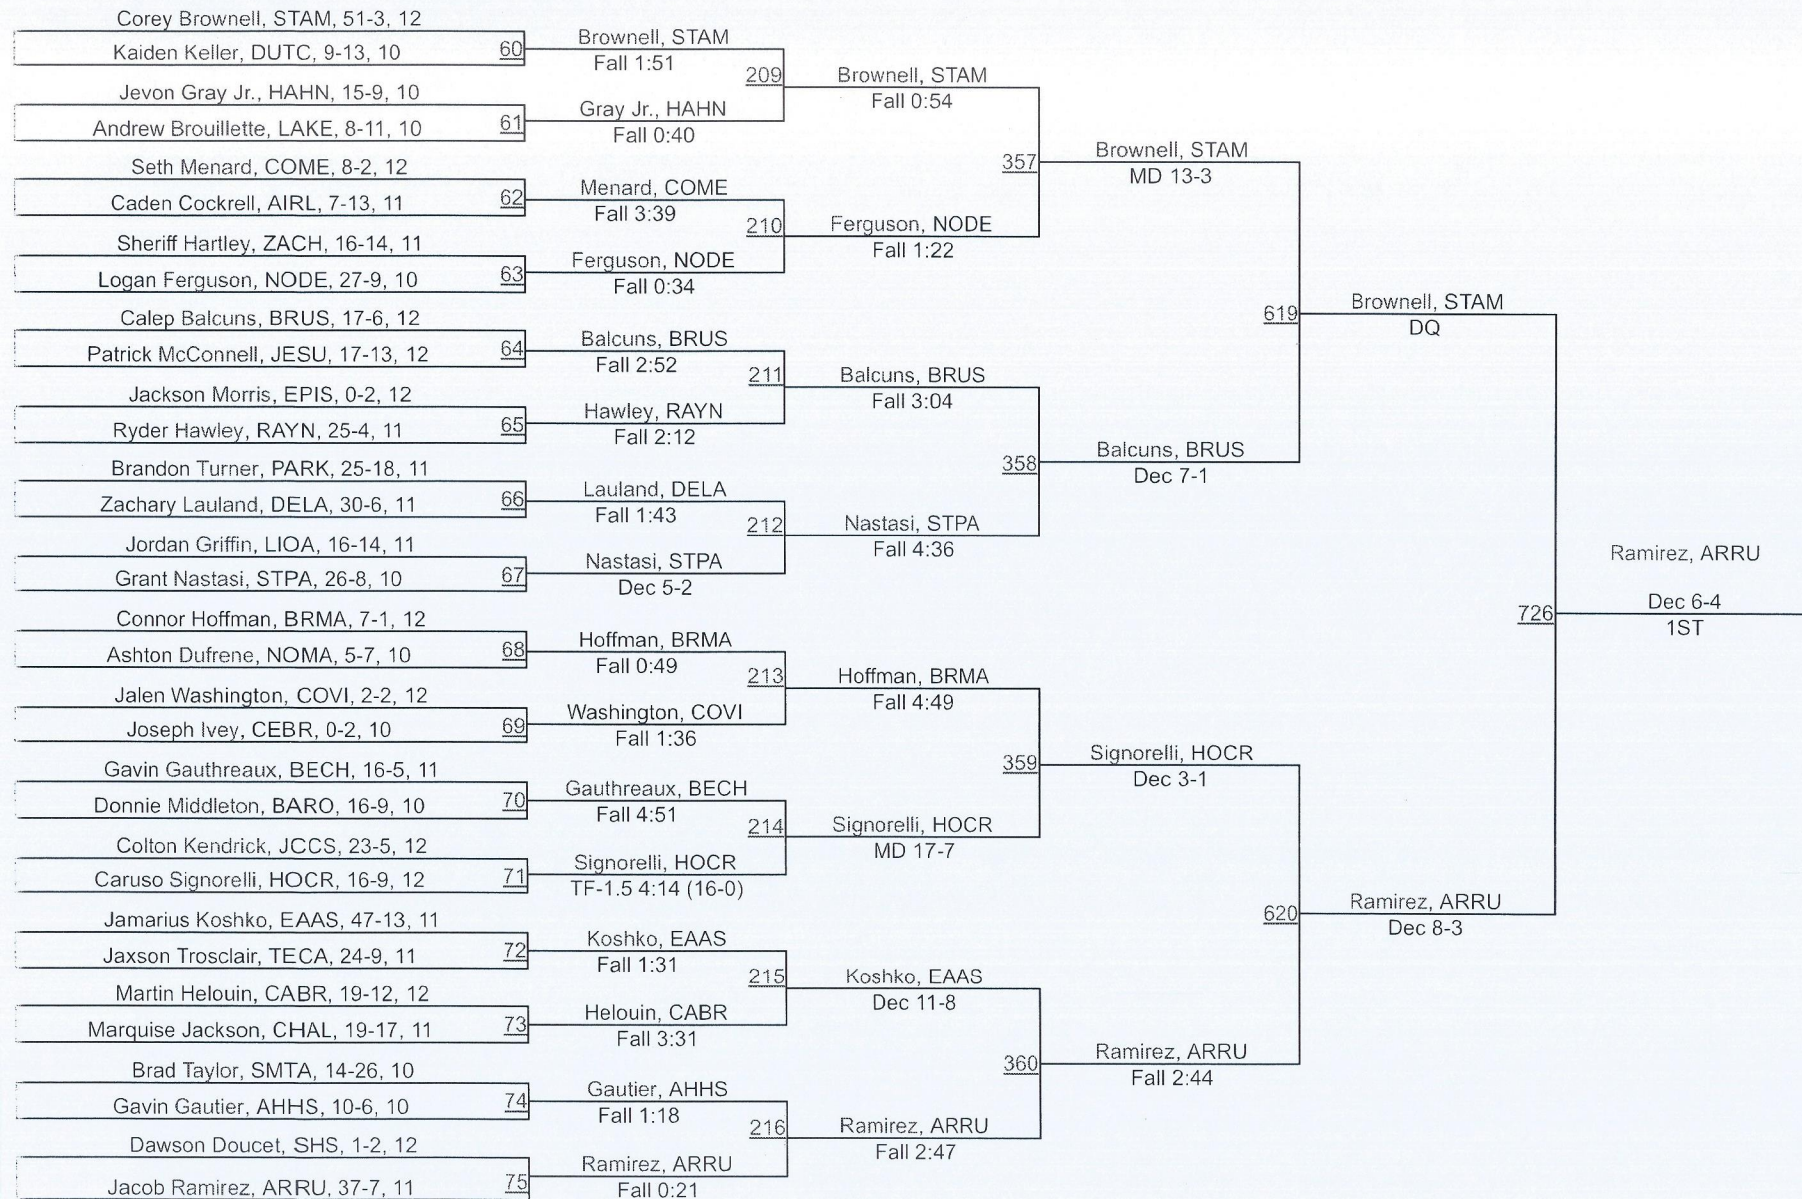 Corey Brownell, STAM, 51-3, 12
Kaiden Keller, DUTC, 9-13, 10
60
Jevon Gray Jr., HAHN, 15-9, 10
Andrew Brouillette, LAKE, 8-11, 10
61
Seth Menard, COME, 8-2, 12
Caden Cockrell, AIRL, 7-13, 11
62
Sheriff Hartley, ZACH, 16-14, 11
Logan Ferguson, NODE, 27-9, 10
63
Calep Balcuns, BRUS, 17-6, 12
Patrick McConnell, JESU, 17-13, 12
64
Jackson Morris, EPIS, 0-2, 12
Ryder Hawley, RAYN, 25-4, 11
65
Brandon Turner, PARK, 25-18, 11
Zachary Lauland, DELA, 30-6, 11
66
Jordan Griffin, LIOA, 16-14, 11
Grant Nastasi, STPA, 26-8, 10
67
Connor Hoffman, BRMA, 7-1, 12
Ashton Dufrene, NOMA, 5-7, 10
68
Jalen Washington, COVI, 2-2, 12
Joseph Ivey, CEBR, 0-2, 10
69
Gavin Gauthreaux, BECH, 16-5, 11
Donnie Middleton, BARO, 16-9, 10
70
Colton Kendrick, JCCS, 23-5, 12
Caruso Signorelli, HOCR, 16-9, 12
71
Jamarius Koshko, EAAS, 47-13, 11
Jaxson Trosclair, TECA, 24-9, 11
72
Martin Helouin, CABR, 19-12, 12
Marquise Jackson, CHAL, 19-17, 11
73
Brad Taylor, SMTA, 14-26, 10
Gavin Gautier, AHHS, 10-6, 10
74
Dawson Doucet, SHS, 1-2, 12
Jacob Ramirez, ARRU, 37-7, 11
75
Brownell, STAM
Fall 1:51
209
Gray Jr., HAHN
Fall 0:40
Menard, COME
Fall 3:39
210
Ferguson, NODE
Fall 0:34
Balcuns, BRUS
Fall 2:52
211
Hawley, RAYN
Fall 2:12
Lauland, DELA
Fall 1:43
212
Nastasi, STPA
Dec 5-2
Hoffman, BRMA
Fall 0:49
213
Washington, COVI
Fall 1:36
Gauthreaux, BECH
Fall 4:51
214
Signorelli, HOCR
TF-1.5 4:14 (16-0)
Koshko, EAAS
Fall 1:31
215
Helouin, CABR
Fall 3:31
Gautier, AHHS
Fall 1:18
216
Ramirez, ARRU
Fall 0:21
Brownell, STAM
Fall 0:54
357
Ferguson, NODE
Fall 1:22
Balcuns, BRUS
Fall 3:04
358
Nastasi, STPA
Fall 4:36
Hoffman, BRMA
Fall 4:49
359
Signorelli, HOCR
MD 17-7
Koshko, EAAS
Dec 11-8
360
Ramirez, ARRU
Fall 2:47
Brownell, STAM
MD 13-3
619
Balcuns, BRUS
Dec 7-1
Signorelli, HOCR
Dec 3-1
620
Ramirez, ARRU
Fall 2:44
Brownell, STAM
DQ
726
Ramirez, ARRU
Dec 8-3
Ramirez, ARRU
Dec 6-4
1ST